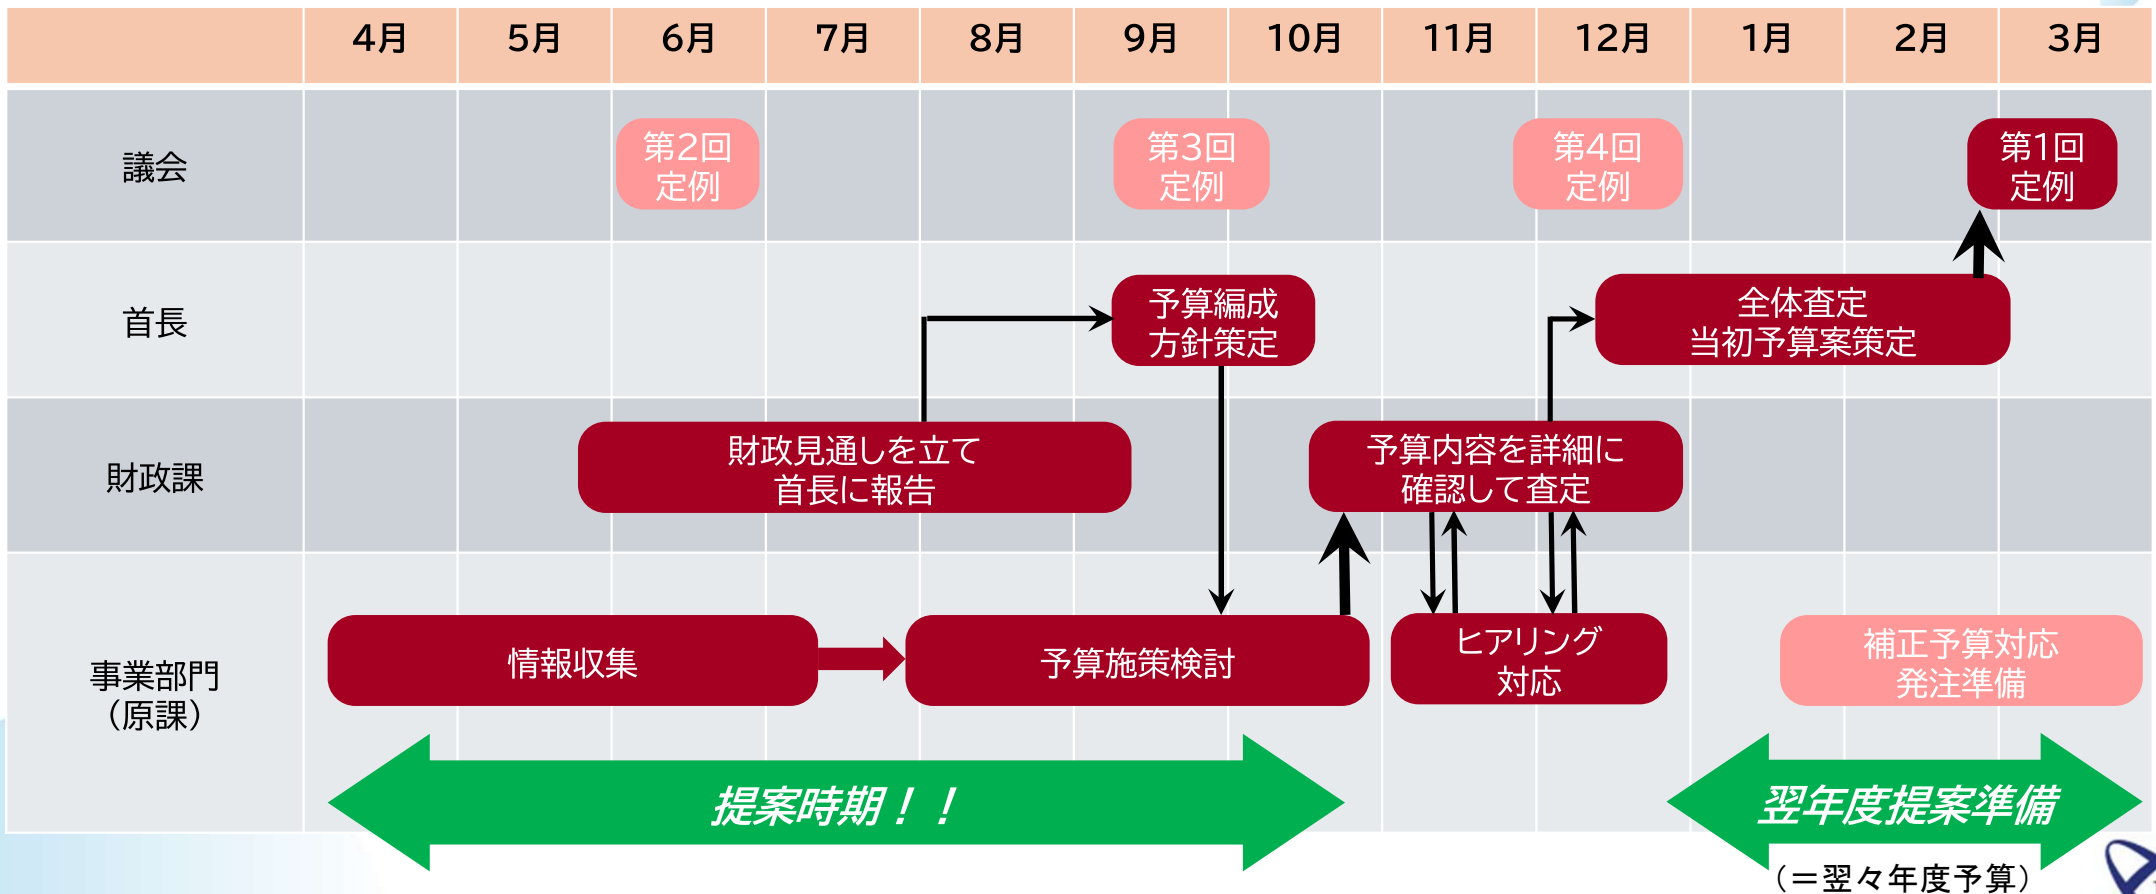 4月 5月 6月 7月 8月 9月 10月 11月 12月 1月 2月 3月
議会
第2回
定例
第3回
定例
第4回
定例
第1回
定例
首長
予算編成
方針策定
全体査定
当初予算案策定
財政課
財政見通しを立て
首長に報告
予算内容を詳細に
確認して査定
事業部門
（原課）
情報収集
予算施策検討
ヒアリング
対応
補正予算対応
発注準備
提案時期！！
翌年度提案準備
（＝翌々年度予算）